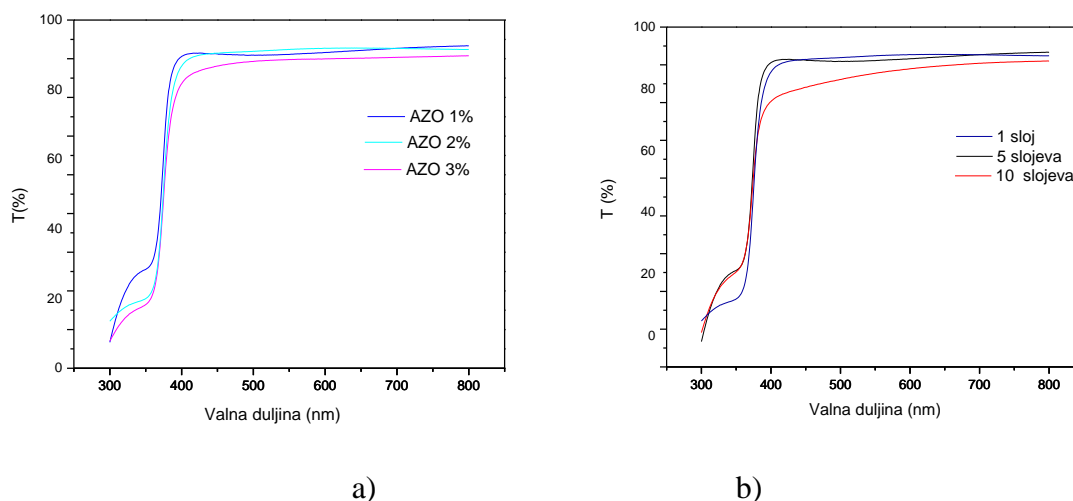 100
80
60
40
20
0
T(%)
AZO 1%
AZO 2%
AZO 3%
300 400 500 600 700 800
Valna duljina (nm)
a)
100
80
60
40
20
0
T (%)
1 sloj
5 slojeva
10 slojeva
300 400 500 600 700 800
Valna duljina (nm)
b)